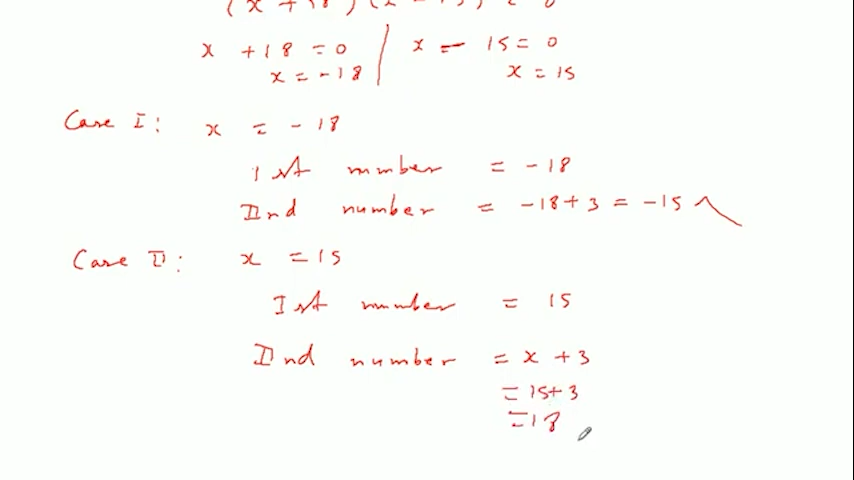 x + 18 = 0 / x - 15 = 0
x = -18 x = 15
Case I: x = -18
Ist number = -18
IInd number = -18+3 = -15
Case II: x = 15
Ist number = 15
IInd number = x + 3
= 15+3
= 18